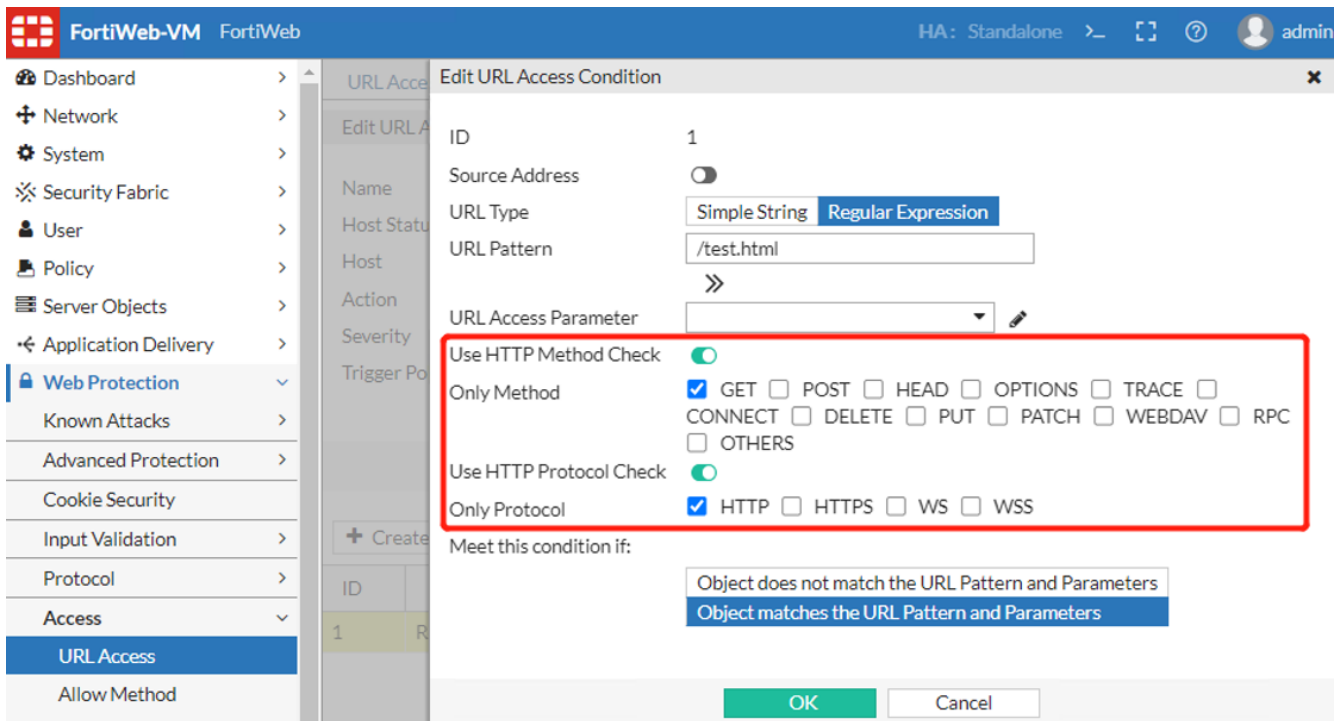 FortiWeb-VM FortiWeb HA: Standalone >_ admin
Dashboard
Network
System
Security Fabric
User
Policy
Server Objects
Application Delivery
Web Protection
Known Attacks
Advanced Protection
Cookie Security
Input Validation
Protocol
Access
URL Access
Allow Method
URL Acce
Edit URL A
Name
Host Statu
Host
Action
Severity
Trigger Po
+ Create
ID
1 R
Edit URL Access Condition
ID 1
Source Address
URL Type Simple String Regular Expression
URL Pattern /test.html
URL Access Parameter
Use HTTP Method Check
Only Method GET POST HEAD OPTIONS TRACE
CONNECT DELETE PUT PATCH WEBDAV RPC
OTHERS
Use HTTP Protocol Check
Only Protocol HTTP HTTPS WS WSS
Meet this condition if:
Object does not match the URL Pattern and Parameters
Object matches the URL Pattern and Parameters
OK Cancel